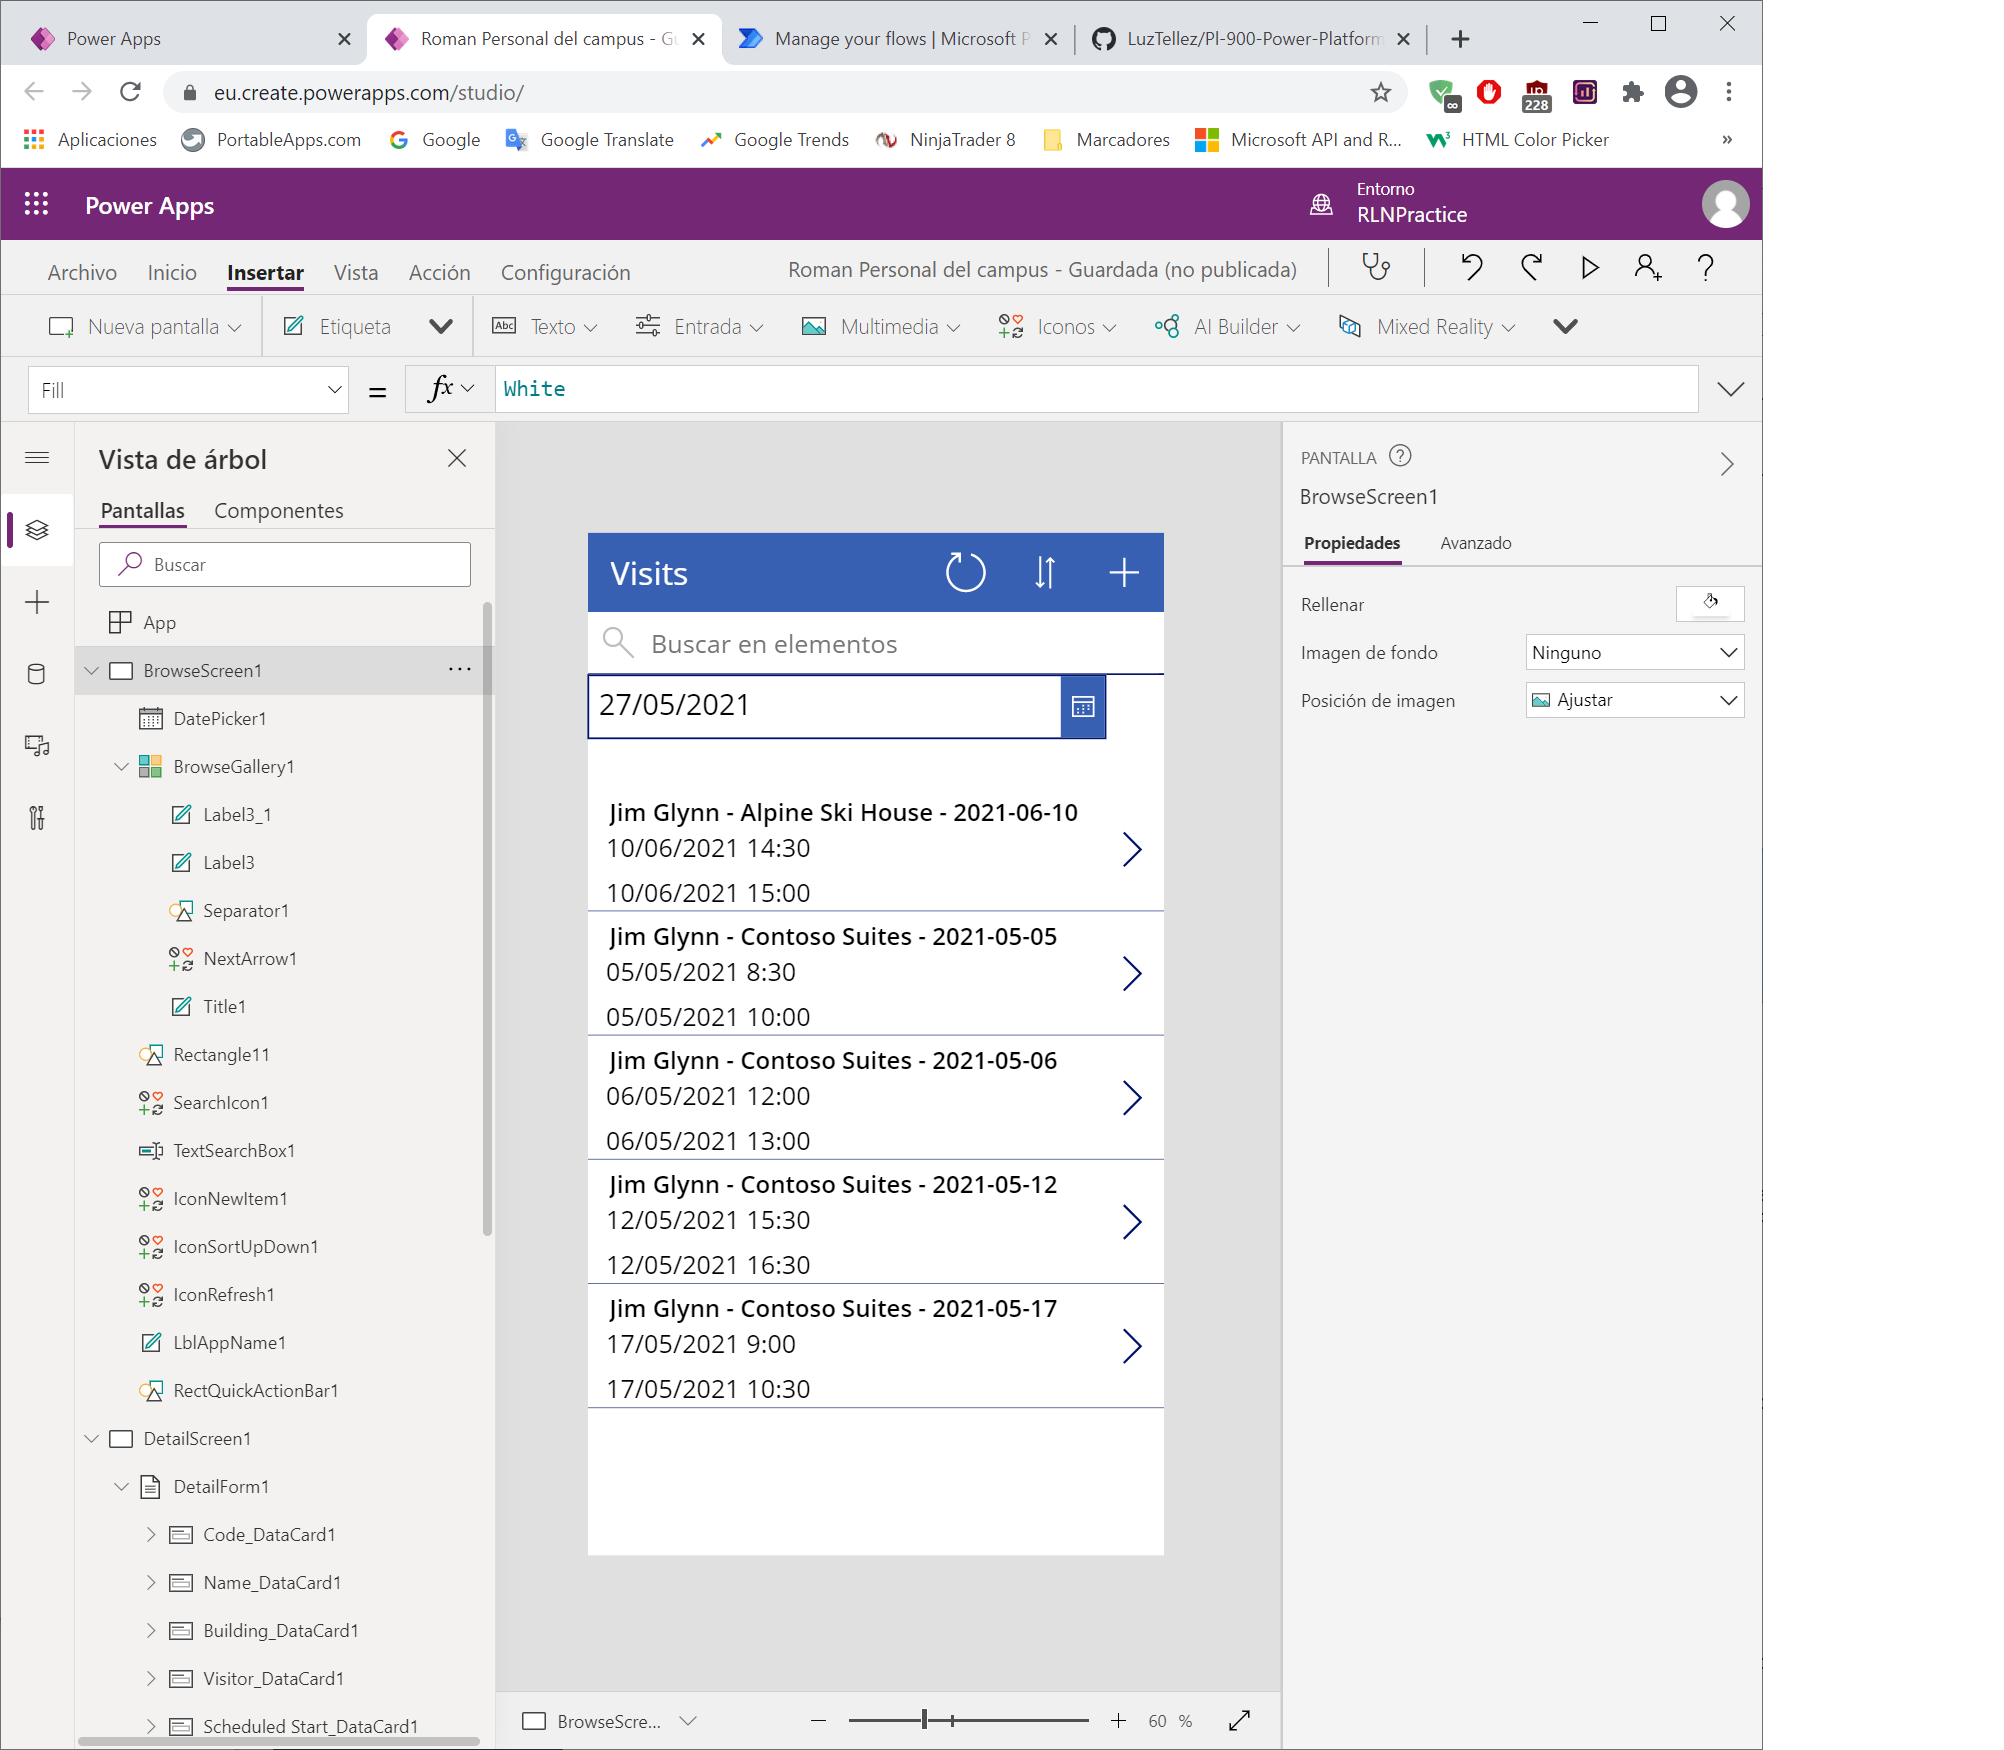 Power Apps
Roman Personal del campus - Gu
Manage your flows | Microsoft P
LuzTellez/Pl-900-Power-Platform
eu.create.powerapps.com/studio/
228
Aplicaciones
PortableApps.com
Google
Google Translate
Google Trends
NinjaTrader 8
Marcadores
Microsoft API and R...
HTML Color Picker
»
Power Apps
Entorno
RLNPractice
Archivo
Inicio
Insertar
Vista
Acción
Configuración
Roman Personal del campus - Guardada (no publicada)
Nueva pantalla
Etiqueta
Abc
Texto
Entrada
Multimedia
Iconos
AI Builder
Mixed Reality
Fill
=
fx
White
Vista de árbol
Pantallas
Componentes
Buscar
App
BrowseScreen1
...
DatePicker1
BrowseGallery1
Label3_1
Label3
Separator1
NextArrow1
Title1
Rectangle11
SearchIcon1
TextSearchBox1
IconNewItem1
IconSortUpDown1
IconRefresh1
LblAppName1
RectQuickActionBar1
DetailScreen1
DetailForm1
Code_DataCard1
Name_DataCard1
Building_DataCard1
Visitor_DataCard1
Scheduled Start_DataCard1
Visits
Buscar en elementos
27/05/2021
Jim Glynn - Alpine Ski House - 2021-06-10
10/06/2021 14:30
10/06/2021 15:00
Jim Glynn - Contoso Suites - 2021-05-05
05/05/2021 8:30
05/05/2021 10:00
Jim Glynn - Contoso Suites - 2021-05-06
06/05/2021 12:00
06/05/2021 13:00
Jim Glynn - Contoso Suites - 2021-05-12
12/05/2021 15:30
12/05/2021 16:30
Jim Glynn - Contoso Suites - 2021-05-17
17/05/2021 9:00
17/05/2021 10:30
BrowseScre...
60 %
PANTALLA
BrowseScreen1
Propiedades
Avanzado
Rellenar
Imagen de fondo
Ninguno
Posición de imagen
Ajustar